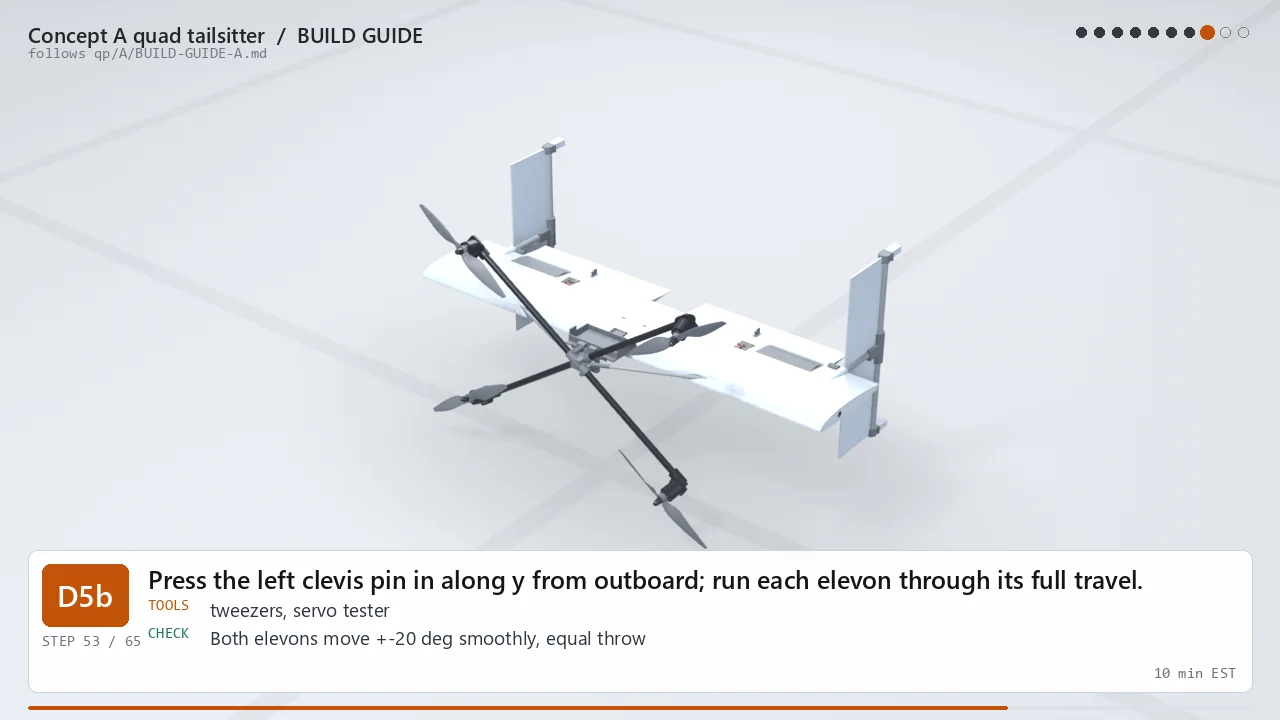 Concept A quad tailsitter / BUILD GUIDE
follows qp/A/BUILD-GUIDE-A.md
D5b
STEP 53 / 65
Press the left clevis pin in along y from outboard; run each elevon through its full travel.
TOOLS tweezers, servo tester
CHECK Both elevons move +-20 deg smoothly, equal throw
10 min EST